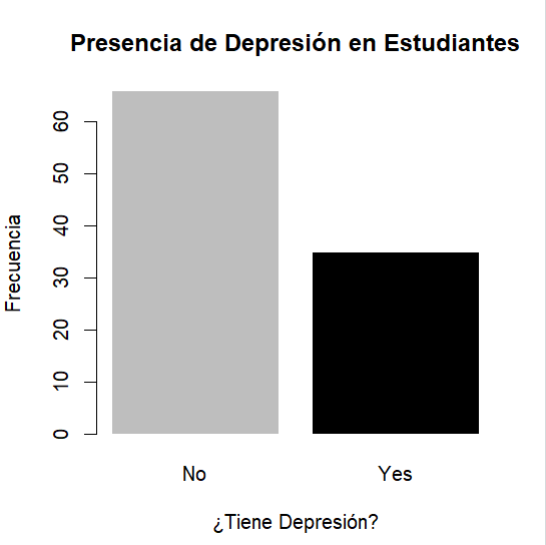 Presencia de Depresión en Estudiantes
Frecuencia
60
50
40
30
20
10
0
No Yes
¿Tiene Depresión?